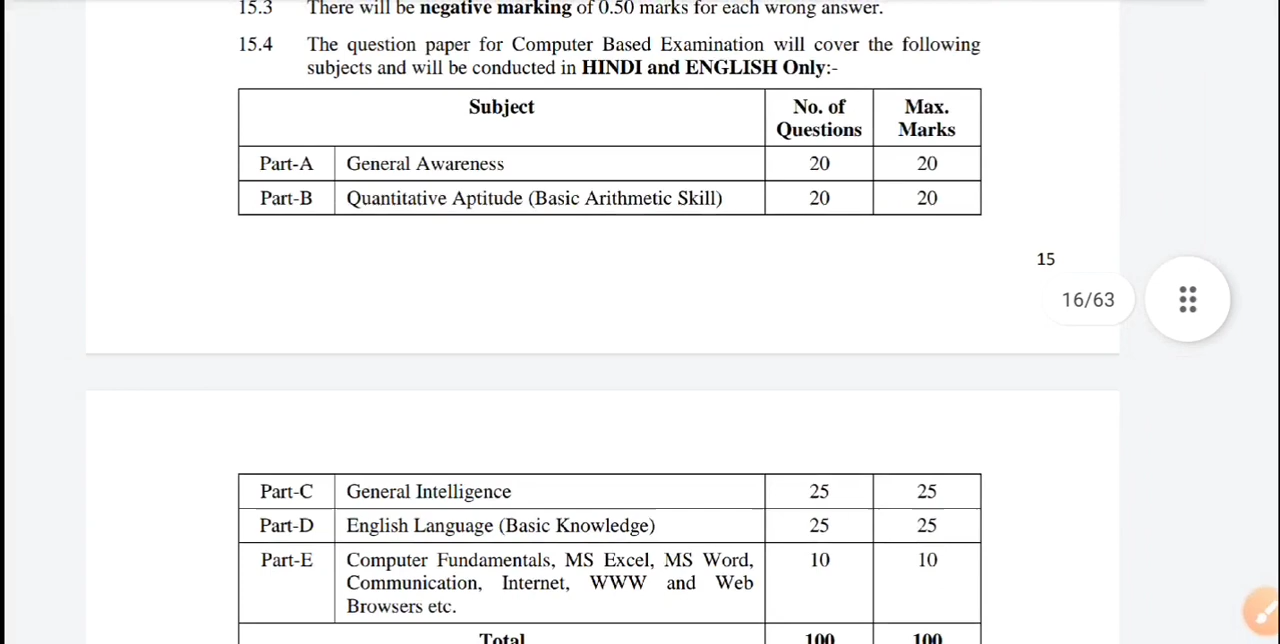 15.3 There will be negative marking of 0.50 marks for each wrong answer.
15.4 The question paper for Computer Based Examination will cover the following
subjects and will be conducted in HINDI and ENGLISH Only:-
Subject No. of Questions Max. Marks
Part-A General Awareness 20 20
Part-B Quantitative Aptitude (Basic Arithmetic Skill) 20 20
15
16/63
Part-C General Intelligence 25 25
Part-D English Language (Basic Knowledge) 25 25
Part-E Computer Fundamentals, MS Excel, MS Word, 10 10
Communication, Internet, WWW and Web
Browsers etc.
Total 100 100